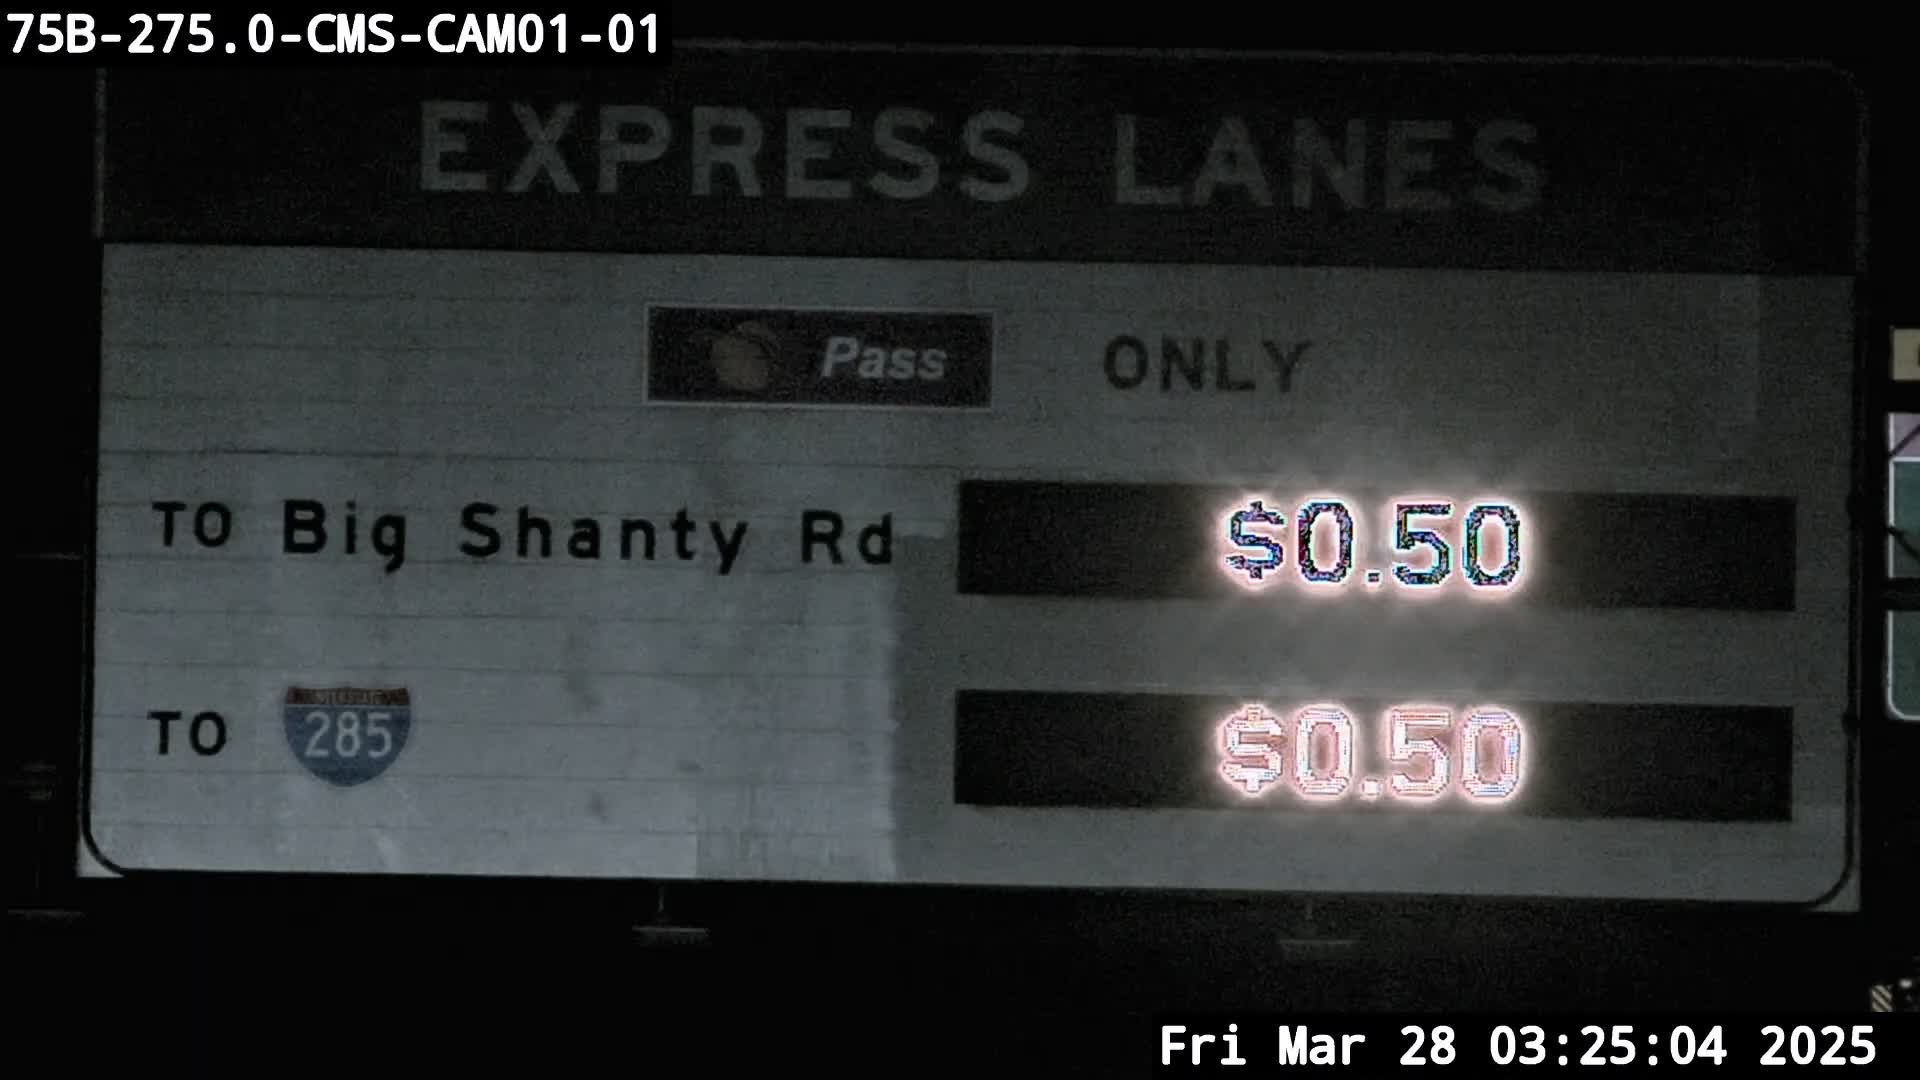 75B-275.0-CMS-CAM01-01
EXPRESS LANES
Pass ONLY
TO Big Shanty Rd $0.50
TO 285 $0.50
Fri Mar 28 03:25:04 2025